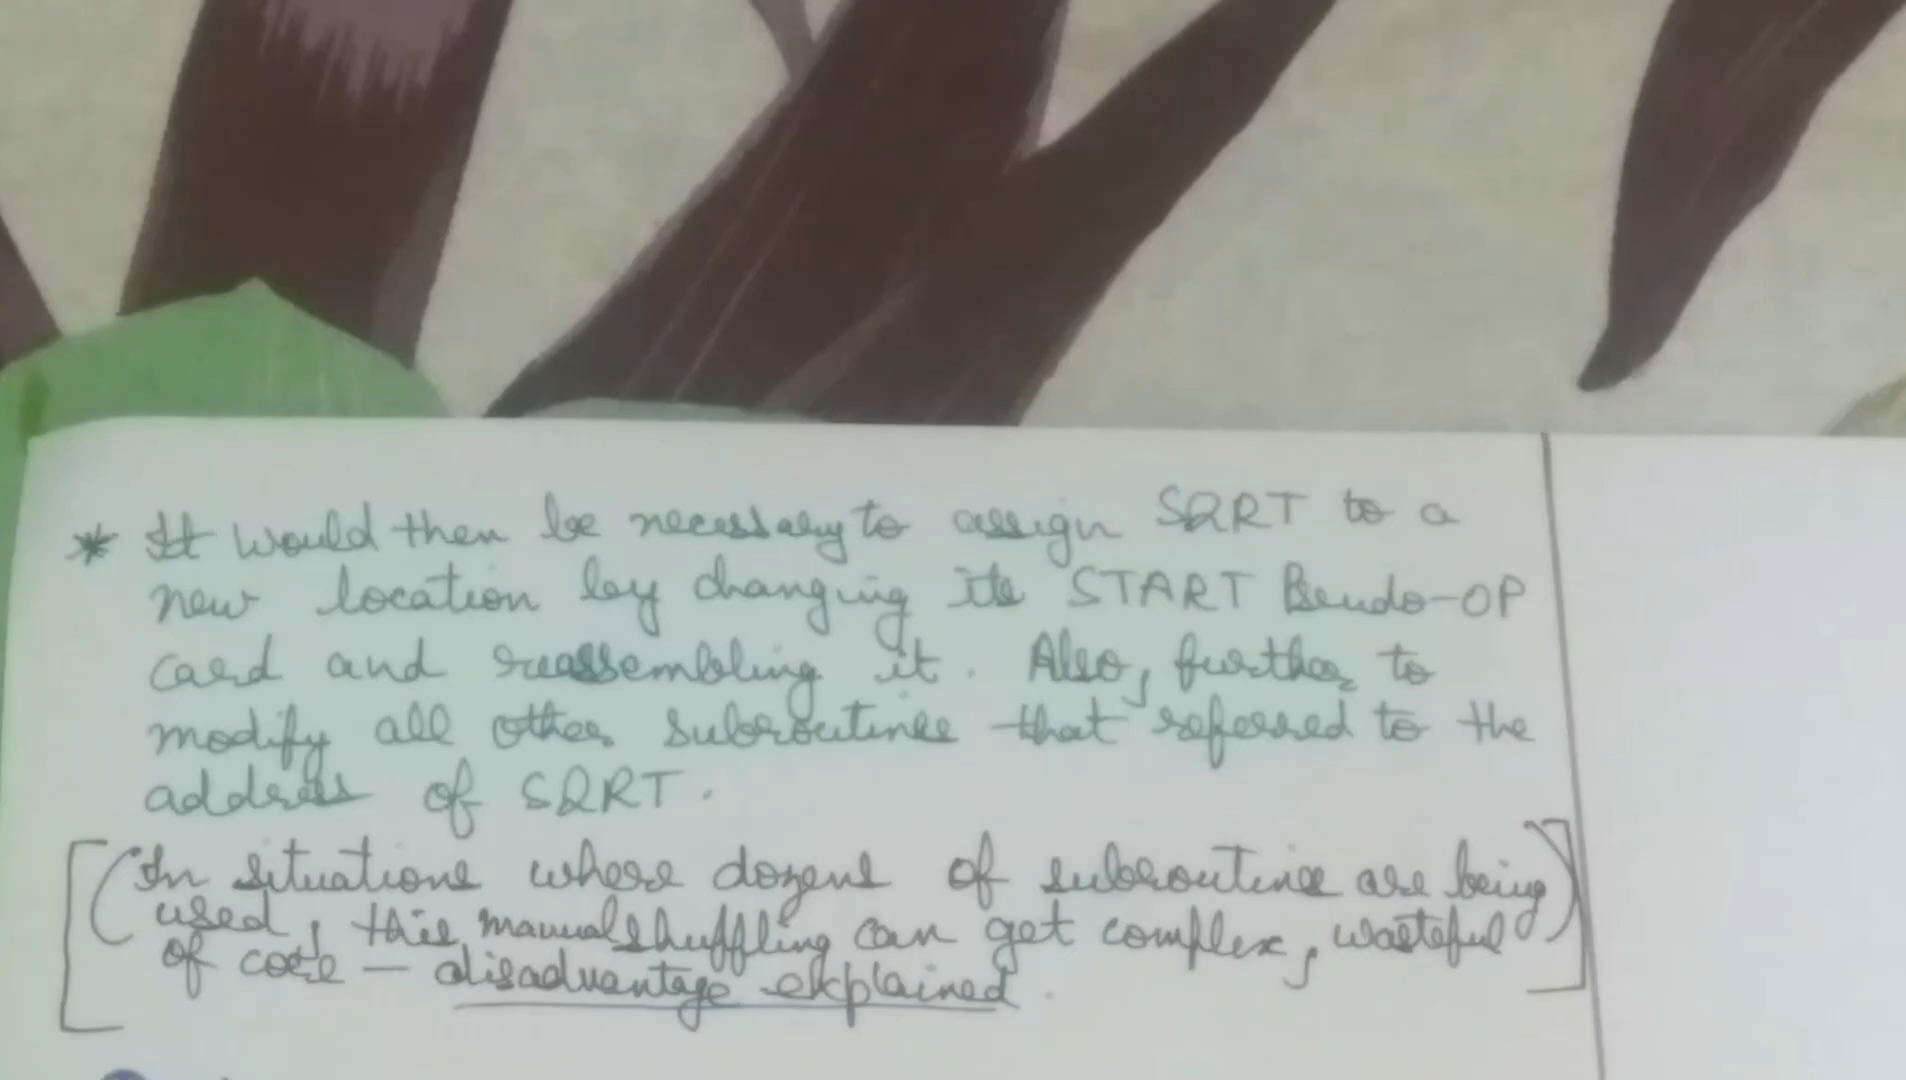 * It would then be necessary to assign SQRT to a
new location by changing its START Pseudo-OP
card and reassembling it. Also, further to
modify all other subroutines that referred to the
address of SQRT.
[(In situations where dozens of subroutines are being
used, this manual shuffling can get complex, wasteful)
of core — disadvantage explained.]